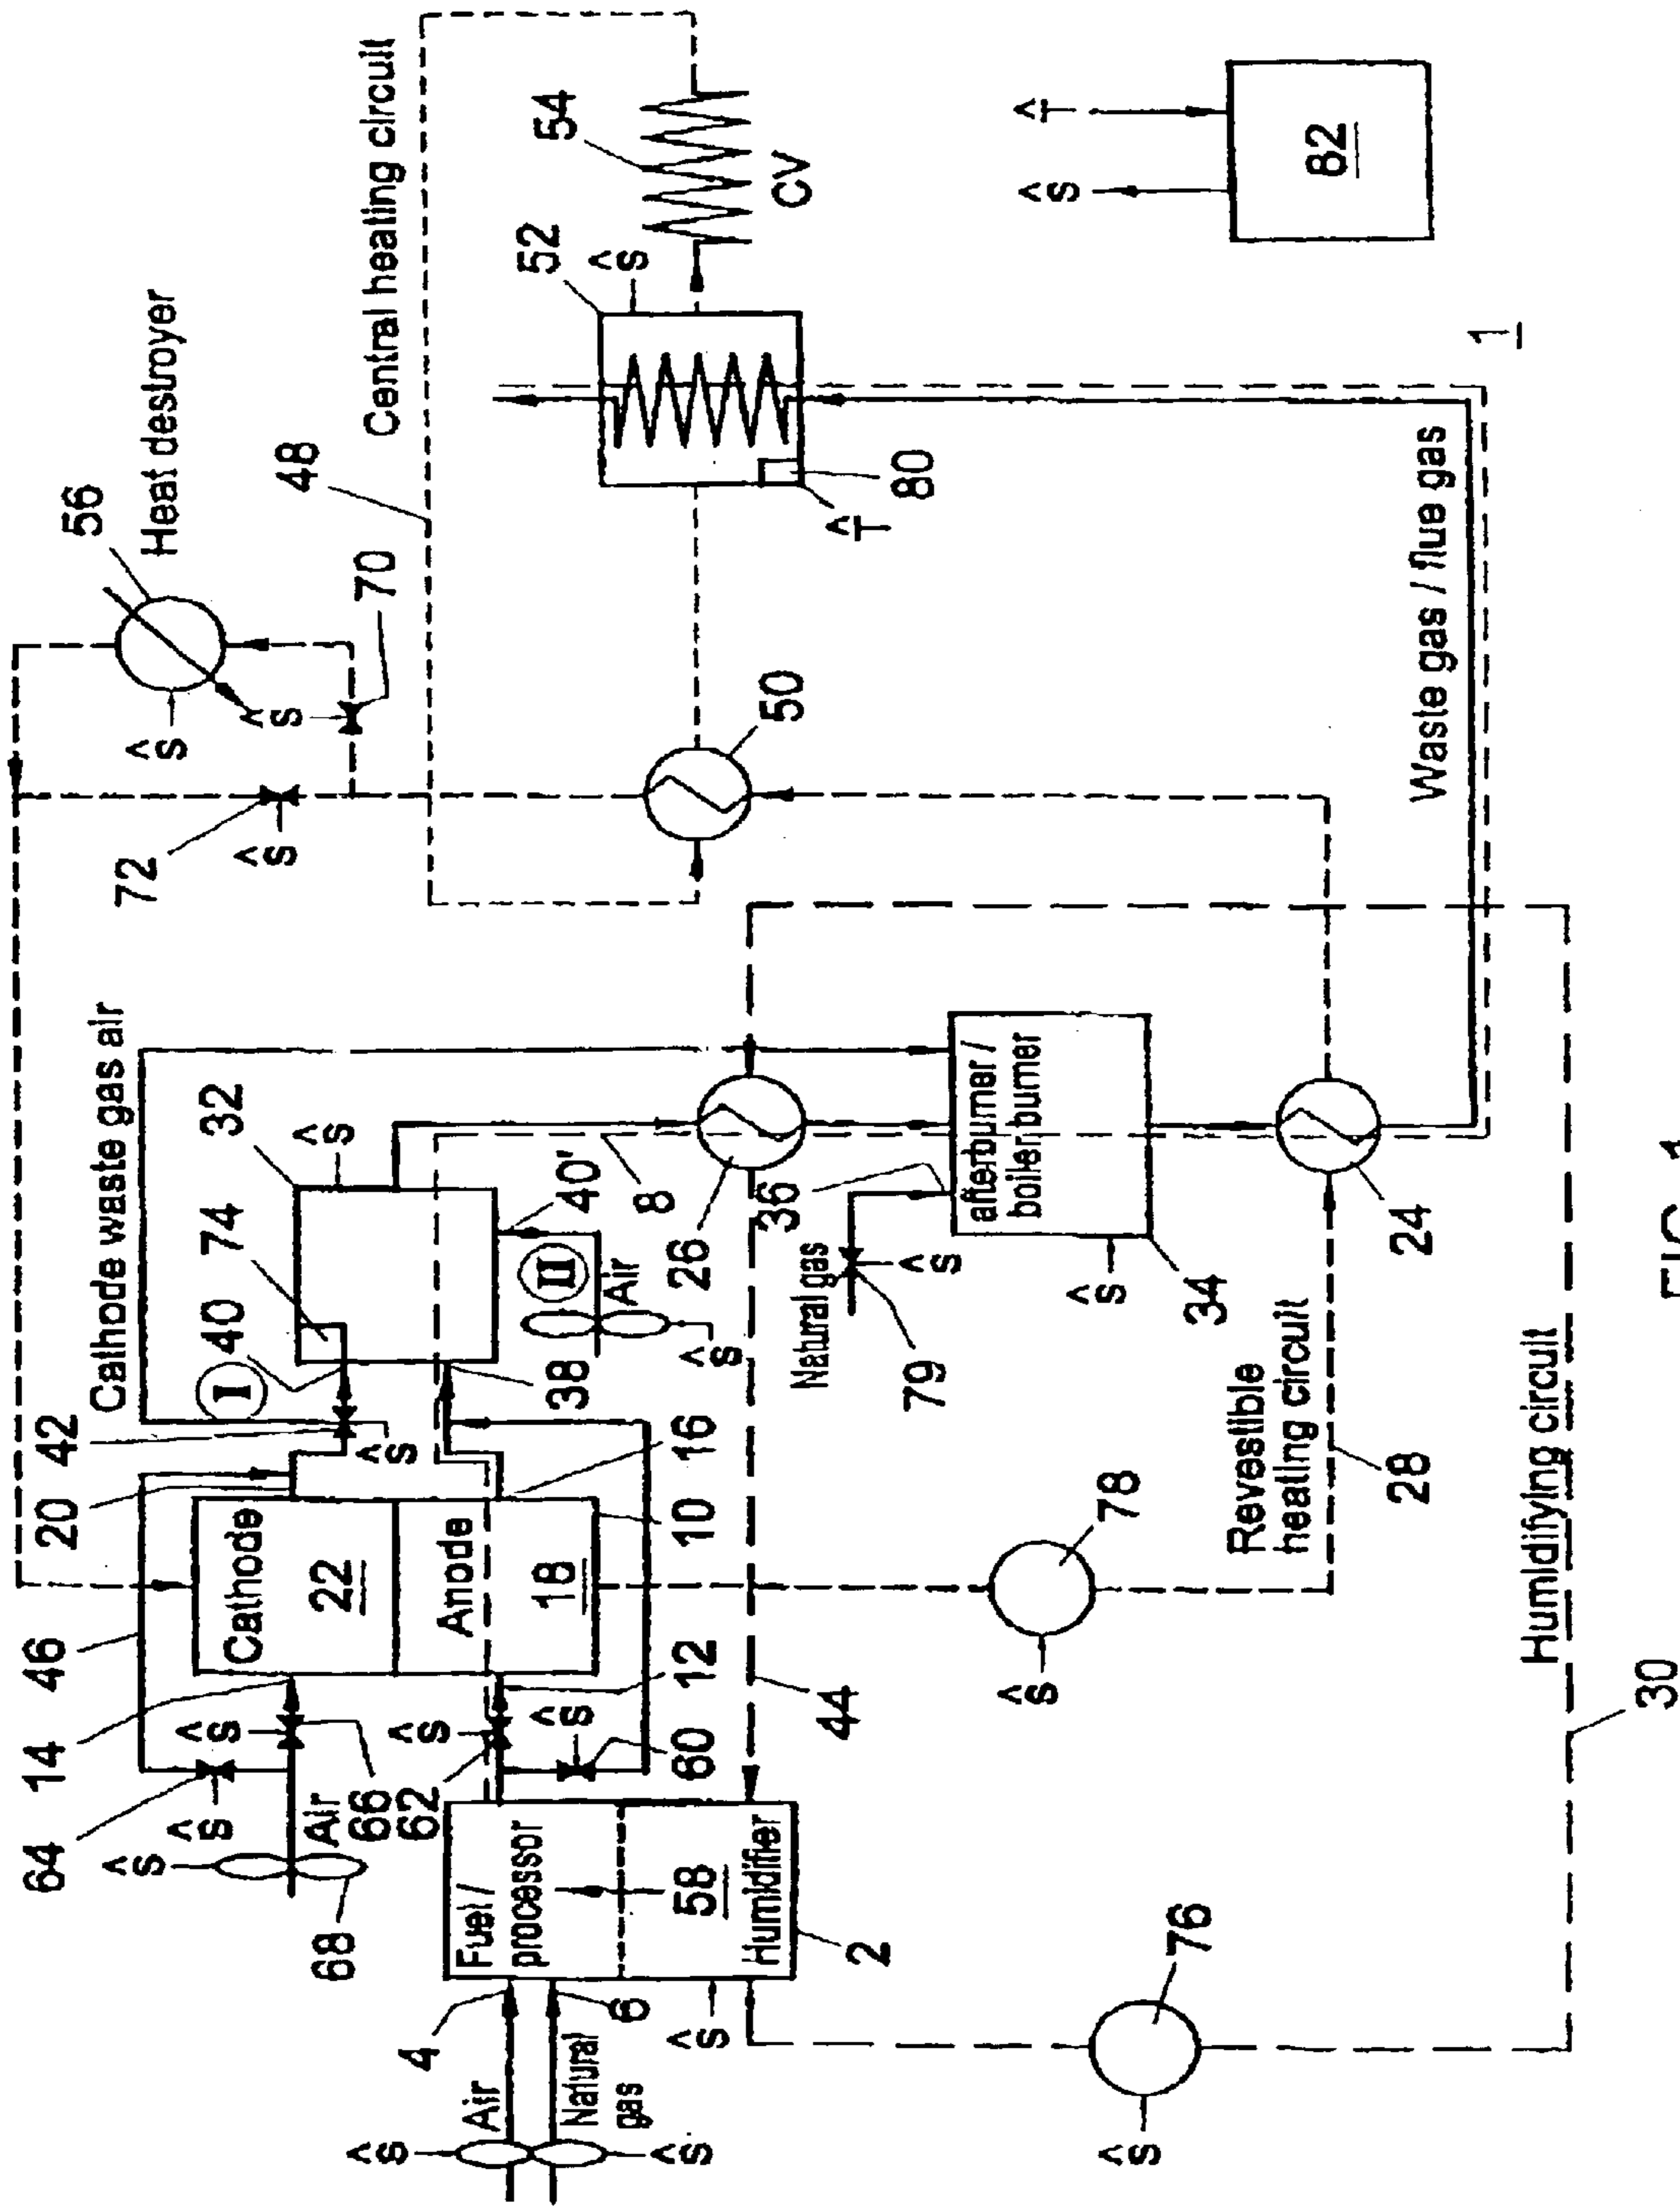 Central heating circuit
54
CV
52
ŝ
T̂
ŝ
82
Heat destroyer
56
48
70
ŝ
ŝ
80
T̂
1
Waste gas / flue gas
72
ŝ
50
Cathode waste gas air
32
ŝ
74
40
I
42
ŝ
40'
II
Air
ŝ
38
8
26
36
Natural gas
ŝ
79
afterburner /
boiler burner
ŝ
34
24
20
46
14
64
ŝ
ŝ
ŝ
Air
68
66
62
ŝ
ŝ
60
12
10
16
Cathode
22
Anode
18
44
78
ŝ
Revestible
heating circuit
28
Humidifying circuit
30
Fuel /
processor
58
Humidifier
2
4
6
Air
Natural
gas
ŝ
ŝ
ŝ
76
ŝ
FIG. 1